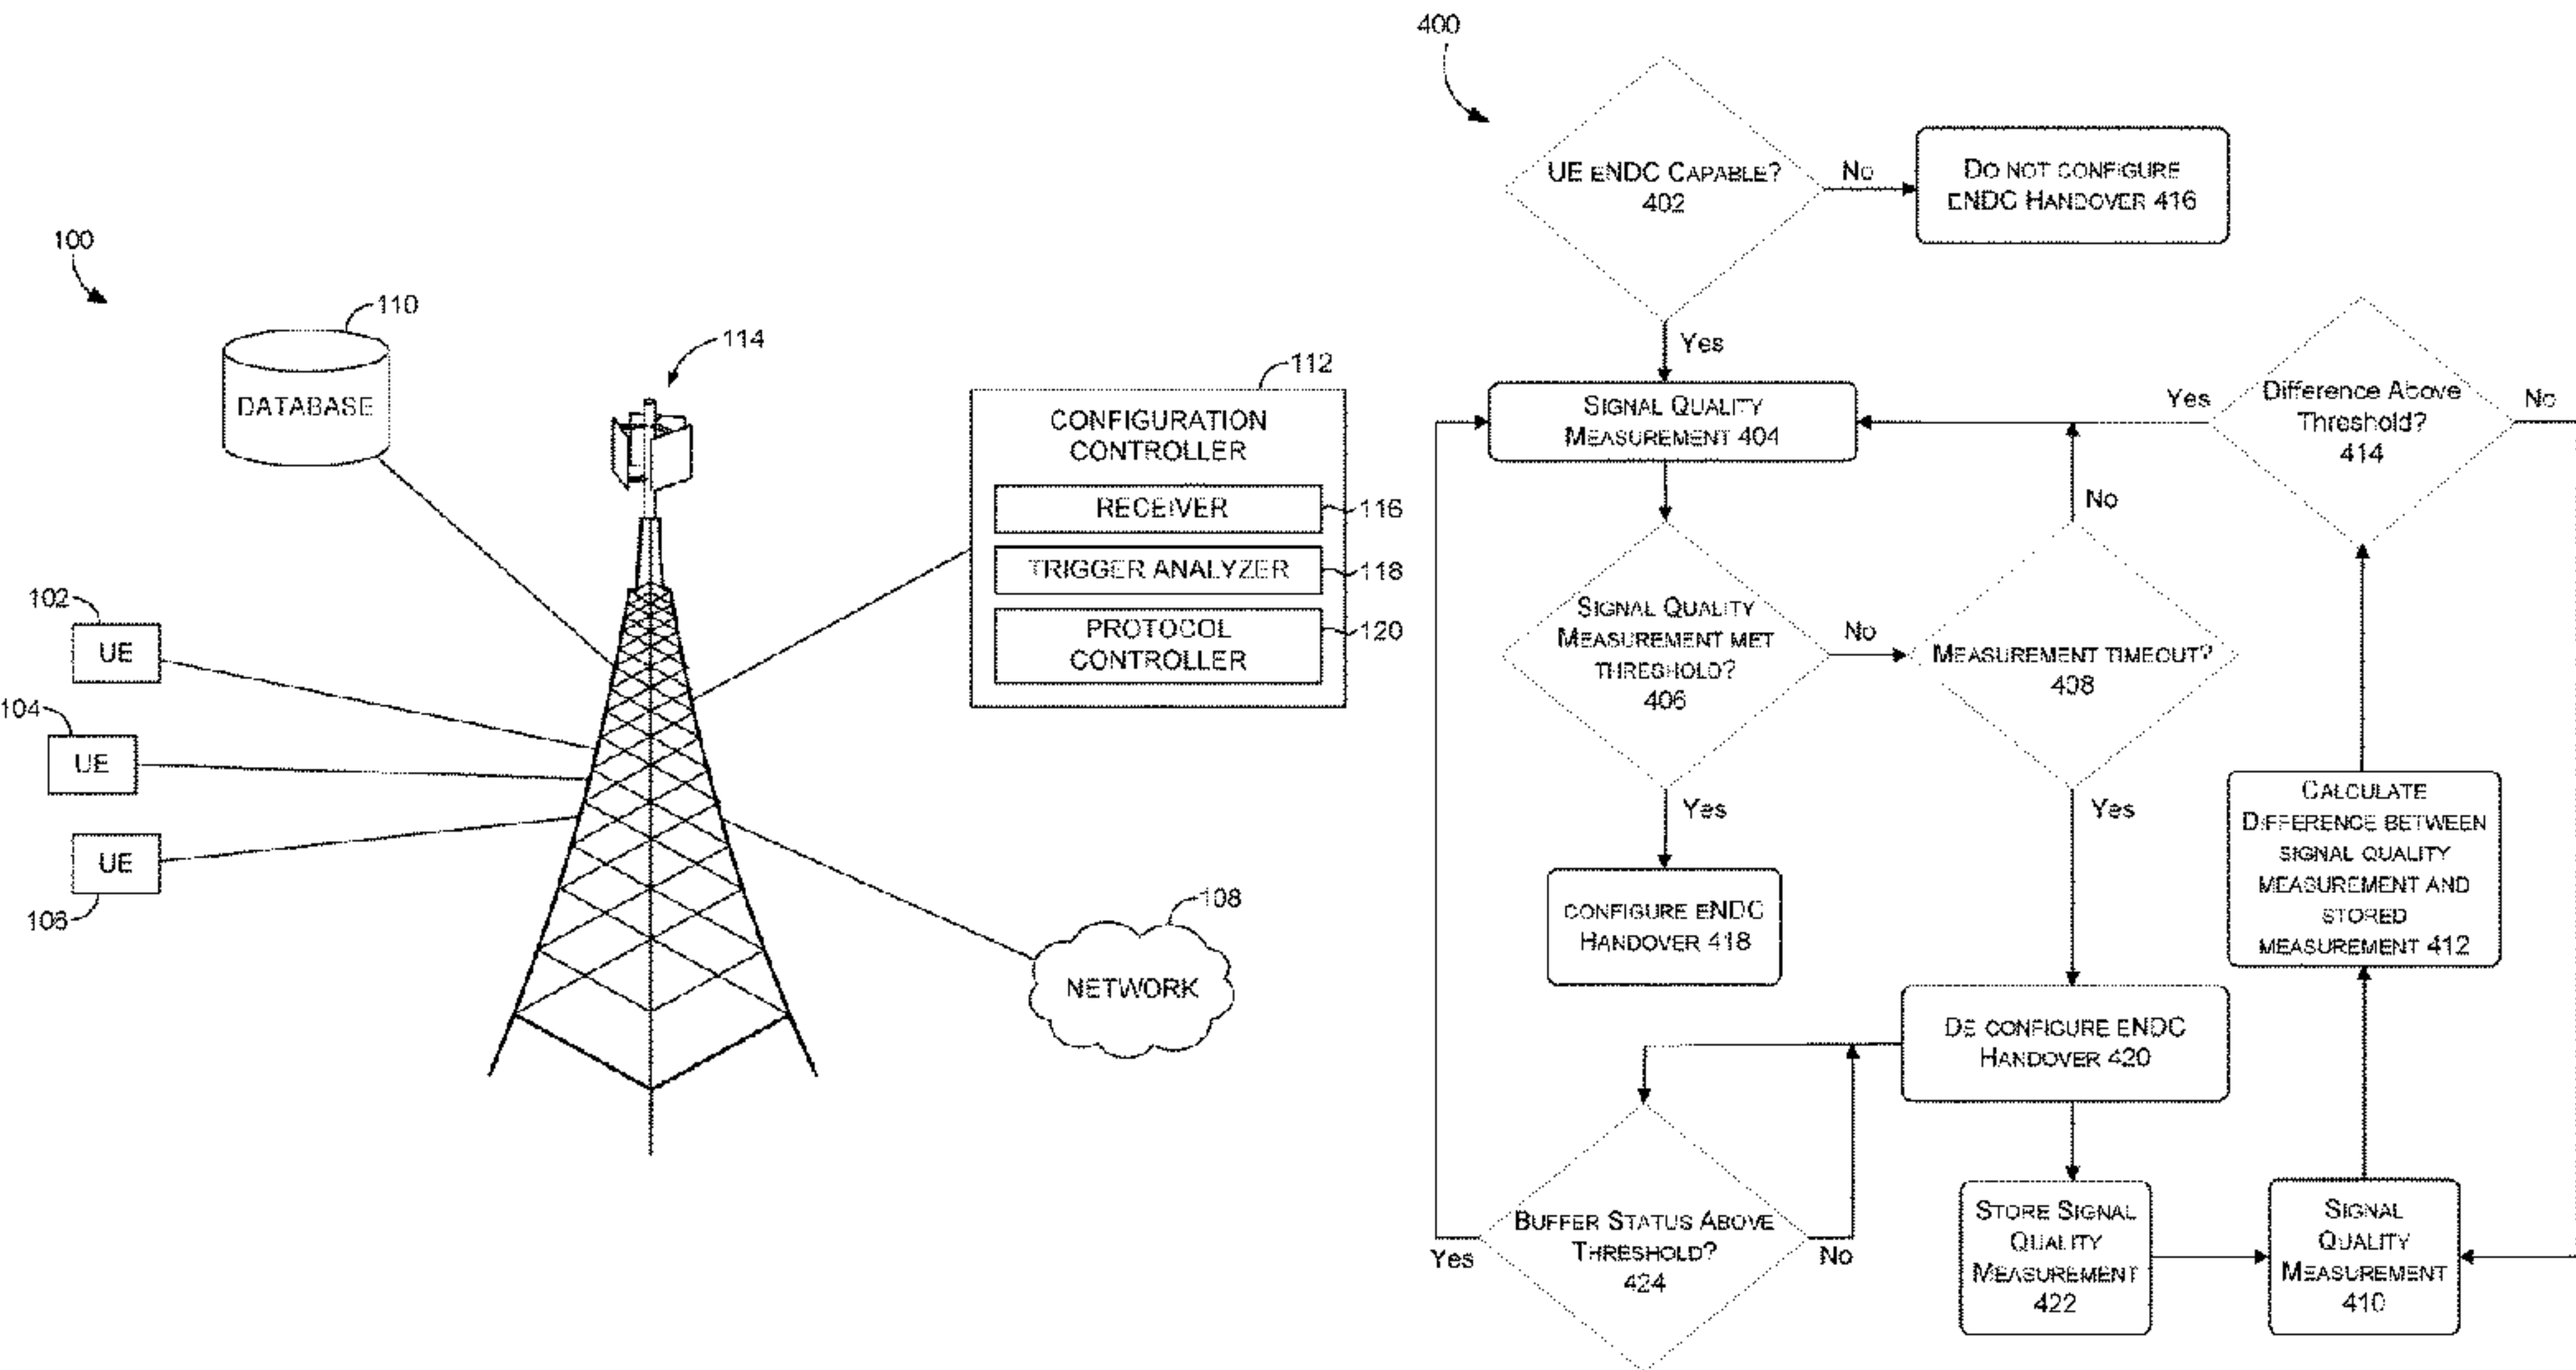 100
110
DATABASE
114
112
CONFIGURATION
CONTROLLER
RECEIVER
116
TRIGGER ANALYZER
118
PROTOCOL
CONTROLLER
120
102
UE
104
UE
UE
106
108
NETWORK
400
UE ENDC CAPABLE?
402
No
DO NOT CONFIGURE
ENDC HANDOVER 416
Yes
SIGNAL QUALITY
MEASUREMENT 404
Yes
Difference Above
Threshold?
414
No
No
SIGNAL QUALITY
MEASUREMENT MET
THRESHOLD?
406
No
MEASUREMENT TIMEOUT?
408
Yes
Yes
CONFIGURE ENDC
HANDOVER 418
CALCULATE
DIFFERENCE BETWEEN
SIGNAL QUALITY
MEASUREMENT AND
STORED
MEASUREMENT 412
DE CONFIGURE ENDC
HANDOVER 420
BUFFER STATUS ABOVE
THRESHOLD?
424
Yes
No
STORE SIGNAL
QUALITY
MEASUREMENT
422
SIGNAL
QUALITY
MEASUREMENT
410